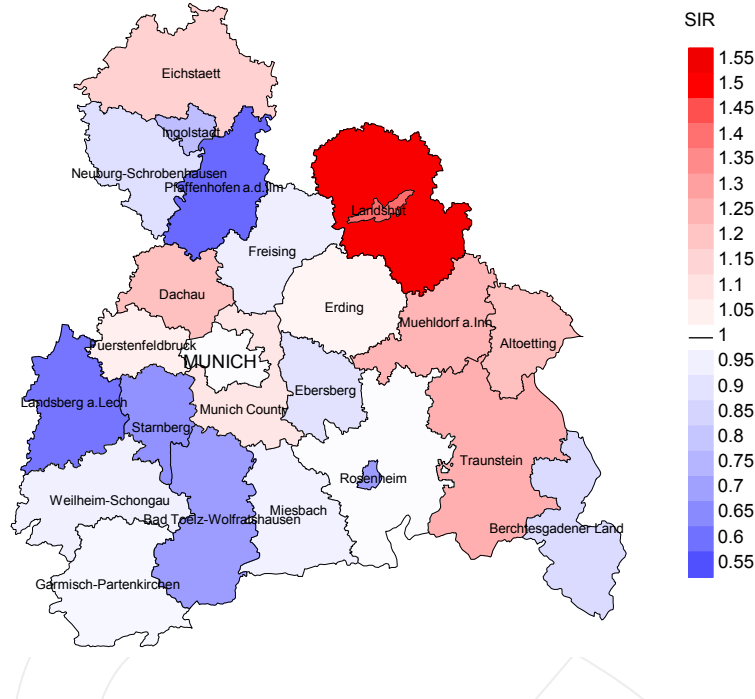 SIR
1.55
1.5
1.45
1.4
1.35
1.3
1.25
1.2
1.15
1.1
1.05
1
0.95
0.9
0.85
0.8
0.75
0.7
0.65
0.6
0.55
Eichstaett
Ingolstadt
Neuburg-Schrobenhausen
Pfaffenhofen a.d.Ilm
Landshut
Freising
Dachau
Erding
Muehldorf a.Inn
Altoetting
Fuerstenfeldbruck
MUNICH
Ebersberg
Landsberg a.Lech
Munich County
Starnberg
Traunstein
Rosenheim
Weilheim-Schongau
Miesbach
Bad Toelz-Wolfratshausen
Berchtesgadener Land
Garmisch-Partenkirchen